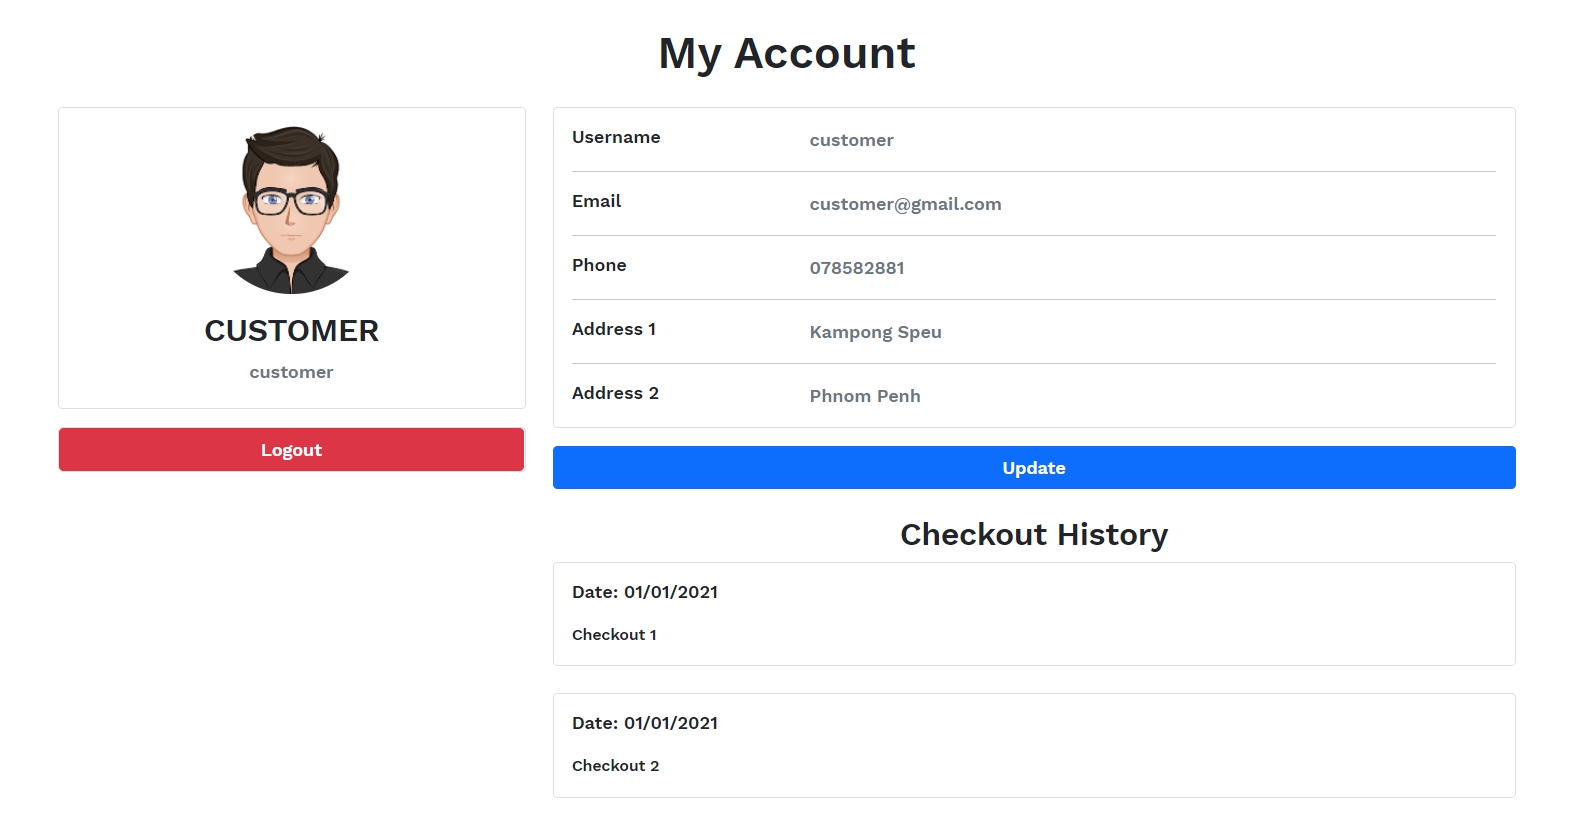 My Account
CUSTOMER
customer
Logout
Username customer
Email customer@gmail.com
Phone 078582881
Address 1 Kampong Speu
Address 2 Phnom Penh
Update
Checkout History
Date: 01/01/2021
Checkout 1
Date: 01/01/2021
Checkout 2